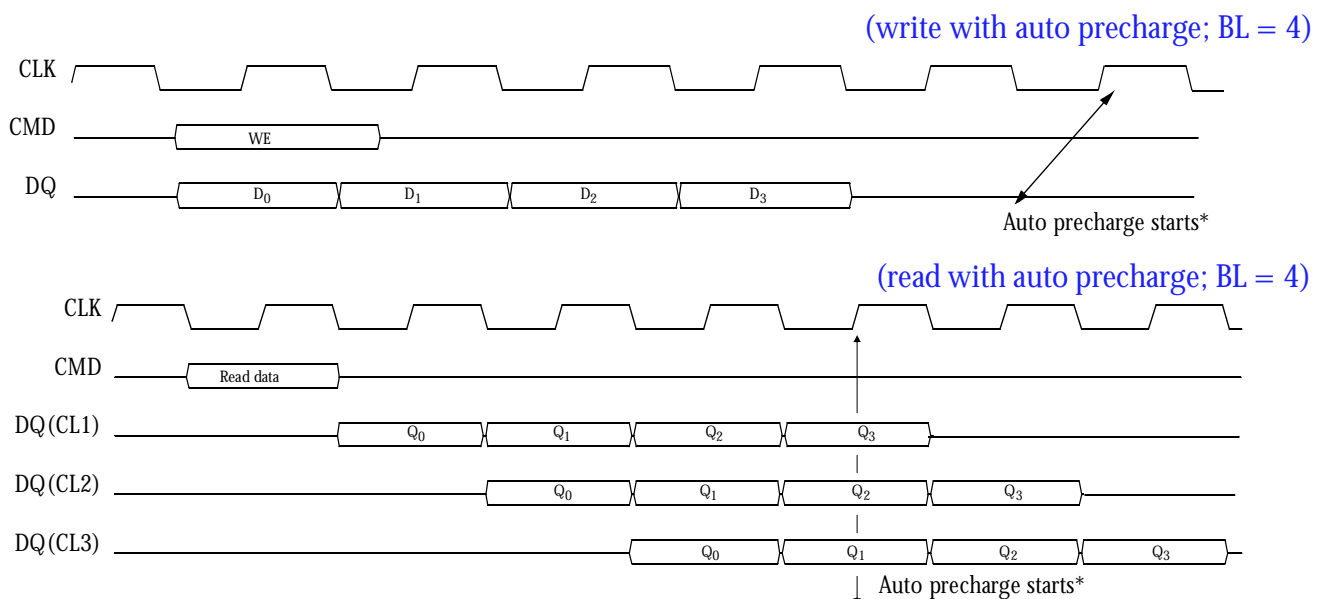 (write with auto precharge; BL = 4)
CLK
CMD
WE
DQ
D0 D1 D2 D3
Auto precharge starts*
(read with auto precharge; BL = 4)
CLK
CMD
Read data
DQ(CL1)
Q0 Q1 Q2 Q3
DQ(CL2)
Q0 Q1 Q2 Q3
DQ(CL3)
Q0 Q1 Q2 Q3
Auto precharge starts*